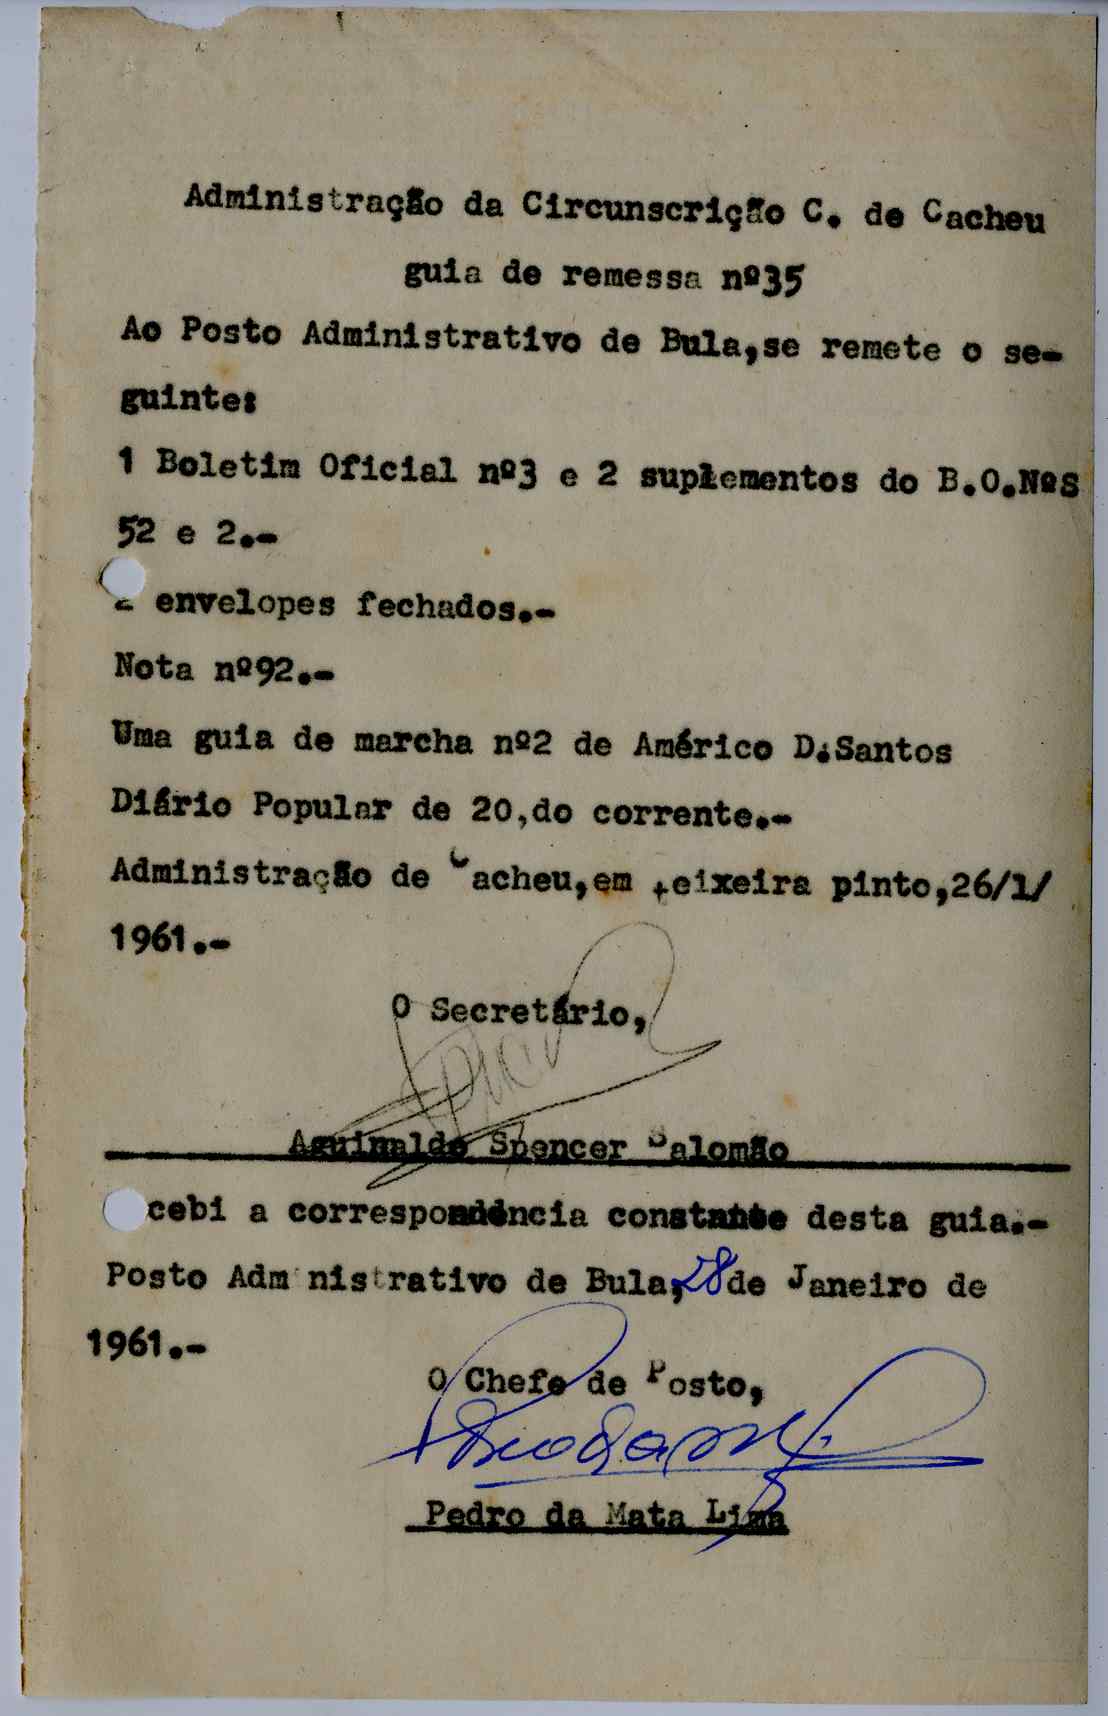 Administração da Circunscrição C. de Cacheu
guia de remessa nº35
Ao Posto Administrativo de Bula,se remete o se-
guinte:
1 Boletim Oficial nº3 e 2 suplementos do B.O.NºS
52 e 2.-
2 envelopes fechados.-
Nota nº92.-
Uma guia de marcha nº2 de Américo D.Santos
Diário Popular de 20,do corrente.-
Administração de Cacheu,em teixeira pinto,26/1/
1961.-
O Secretário,
Aguinaldo Spencer Salomão
cebi a correspondência constante desta guia.-
Posto Adm nistrativo de Bula,28 de Janeiro de
1961.-
O Chefe de Posto,
Pedro da Mata Lima